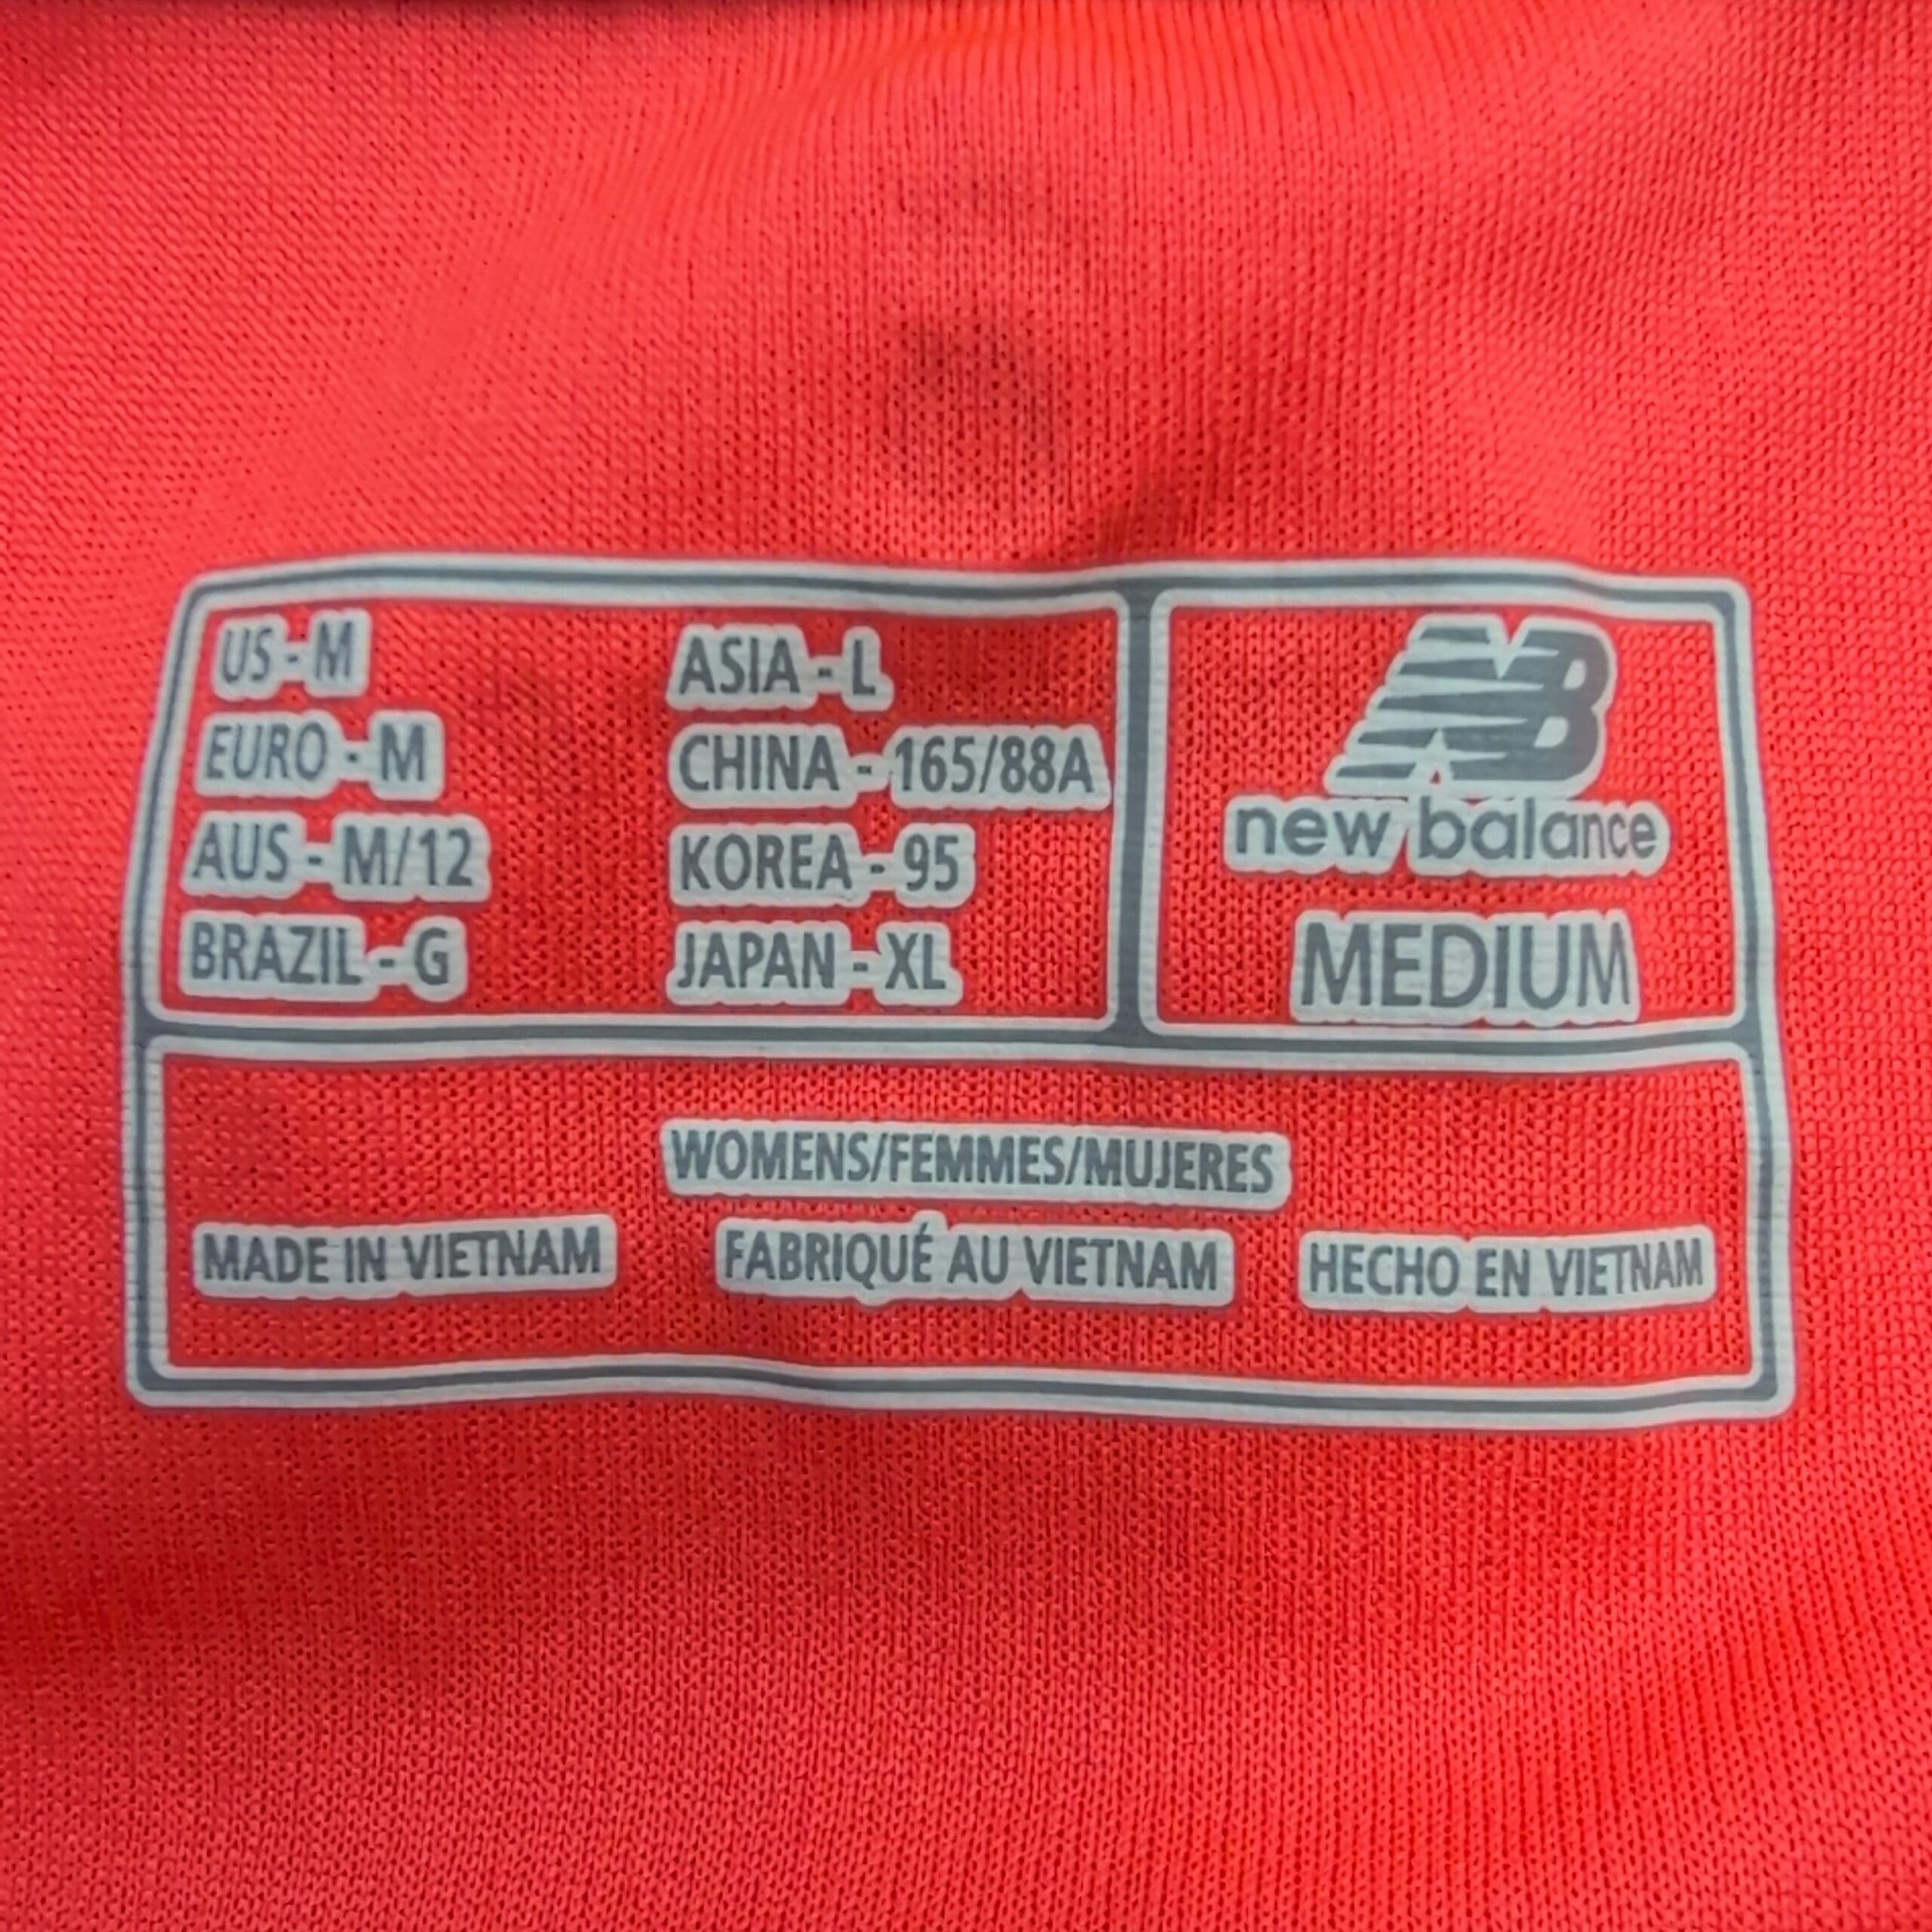 US - M
EURO - M
AUS - M/12
BRAZIL - G
ASIA - L
CHINA - 165/88A
KOREA - 95
JAPAN - XL
NB
new balance
MEDIUM
WOMENS/FEMMES/MUJERES
MADE IN VIETNAM
FABRIQUÉ AU VIETNAM
HECHO EN VIETNAM